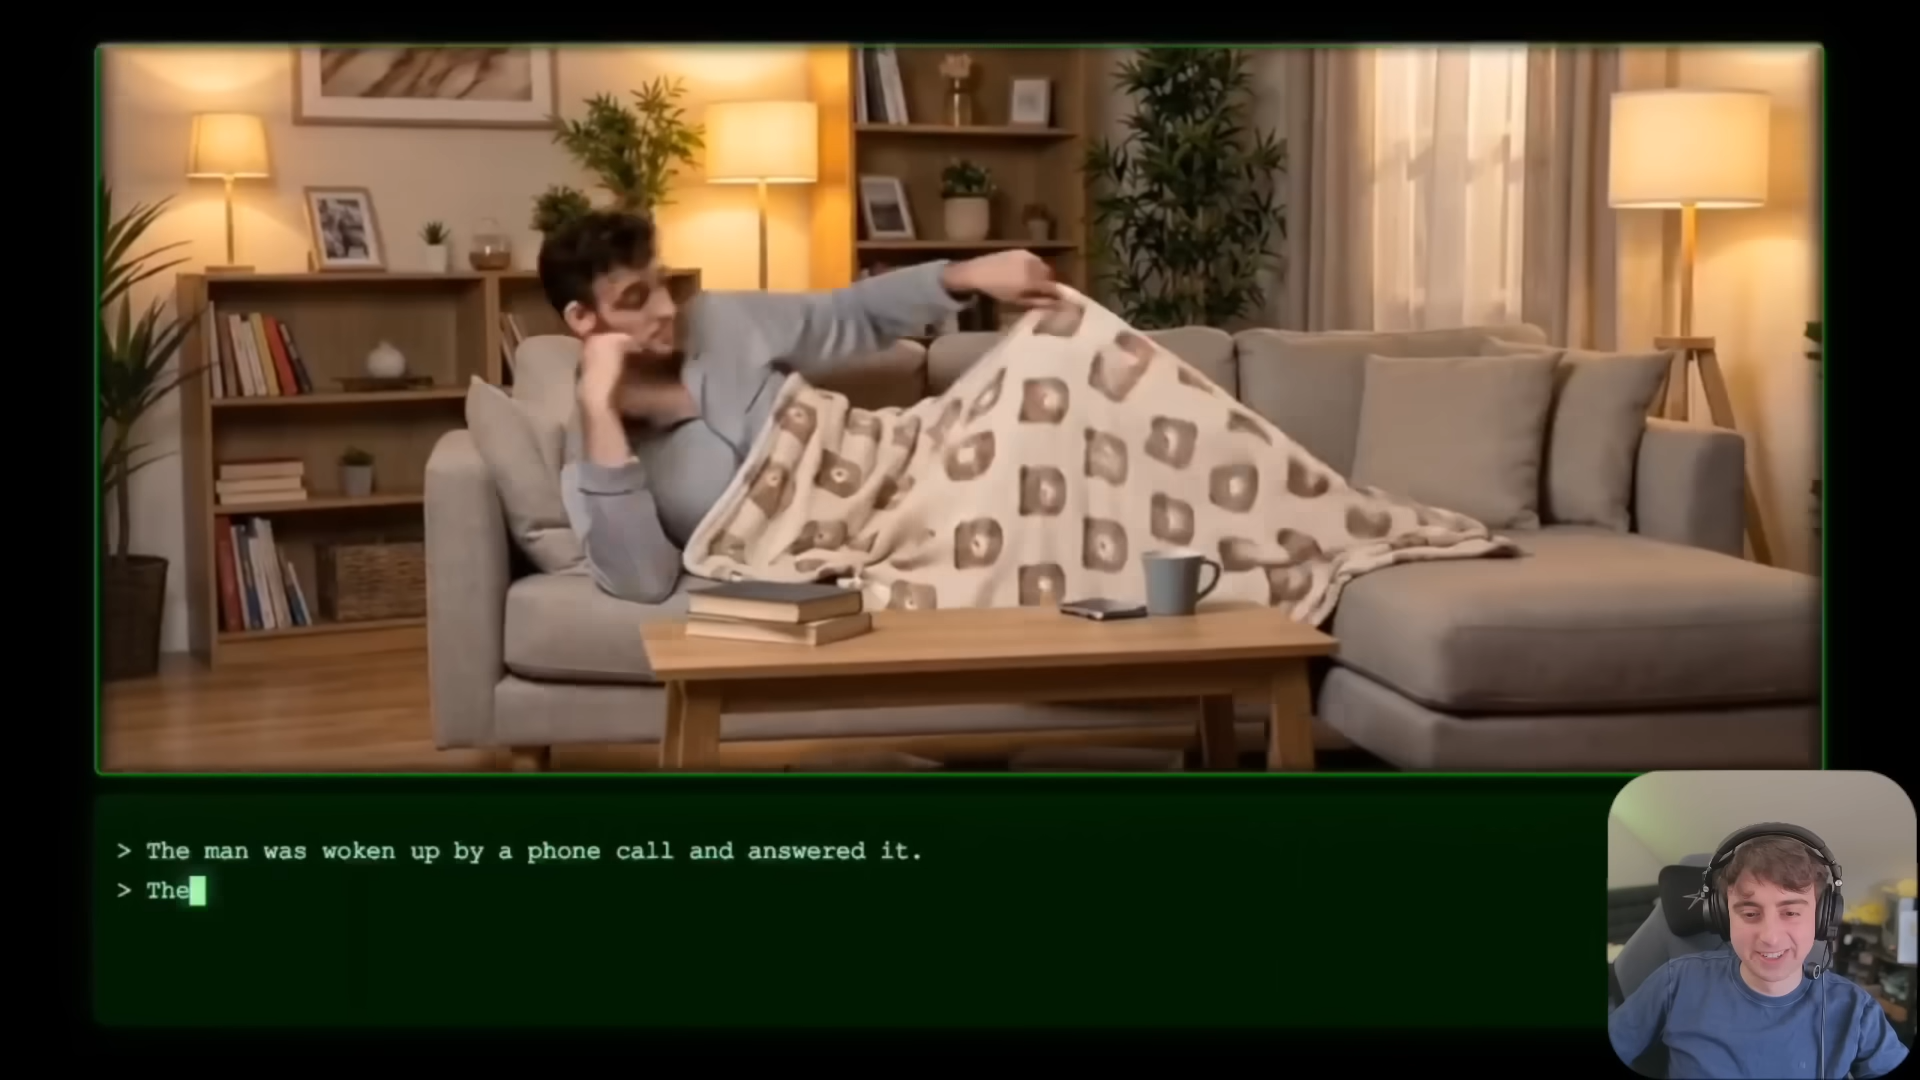 > The man was woken up by a phone call and answered it.
> The